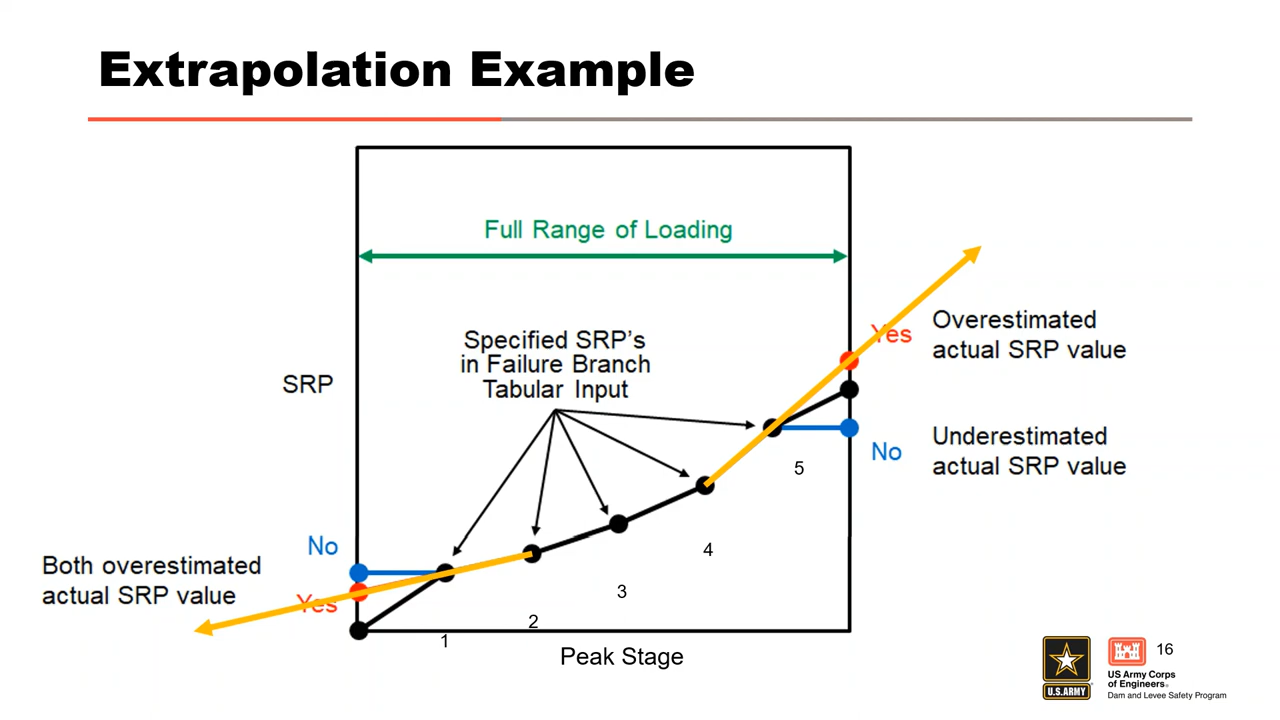 Extrapolation Example
Full Range of Loading
Specified SRP's
in Failure Branch
Tabular Input
SRP
Yes
Overestimated
actual SRP value
No
Underestimated
actual SRP value
5
4
3
2
1
No
Yes
Both overestimated
actual SRP value
Peak Stage
U.S.ARMY
US Army Corps
of Engineers®
Dam and Levee Safety Program
16